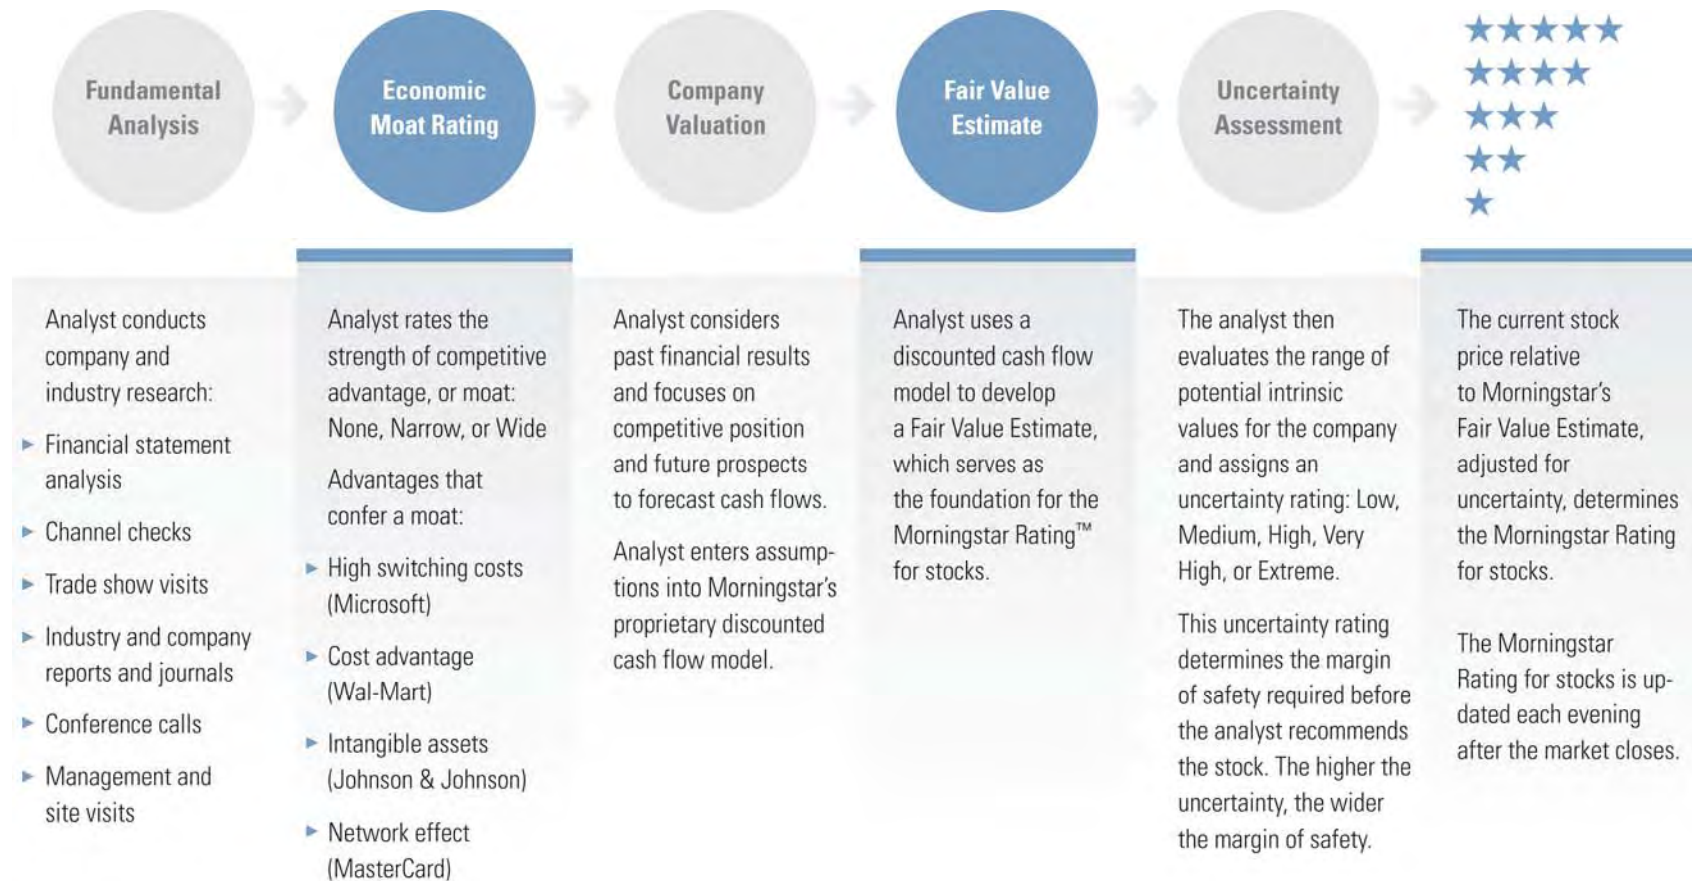 Fundamental
Analysis
Economic
Moat Rating
Company
Valuation
Fair Value
Estimate
Uncertainty
Assessment
Analyst conducts
company and
industry research:
Financial statement
analysis
Channel checks
Trade show visits
Industry and company
reports and journals
Conference calls
Management and
site visits
Analyst rates the
strength of competitive
advantage, or moat:
None, Narrow, or Wide
Advantages that
confer a moat:
High switching costs
(Microsoft)
Cost advantage
(Wal-Mart)
Intangible assets
(Johnson & Johnson)
Network effect
(MasterCard)
Analyst considers
past financial results
and focuses on
competitive position
and future prospects
to forecast cash flows.
Analyst enters assump-
tions into Morningstar's
proprietary discounted
cash flow model.
Analyst uses a
discounted cash flow
model to develop
a Fair Value Estimate,
which serves as
the foundation for the
Morningstar Rating™
for stocks.
The analyst then
evaluates the range of
potential intrinsic
values for the company
and assigns an
uncertainty rating: Low,
Medium, High, Very
High, or Extreme.
This uncertainty rating
determines the margin
of safety required before
the analyst recommends
the stock. The higher the
uncertainty, the wider
the margin of safety.
The current stock
price relative
to Morningstar's
Fair Value Estimate,
adjusted for
uncertainty, determines
the Morningstar Rating
for stocks.
The Morningstar
Rating for stocks is up-
dated each evening
after the market closes.